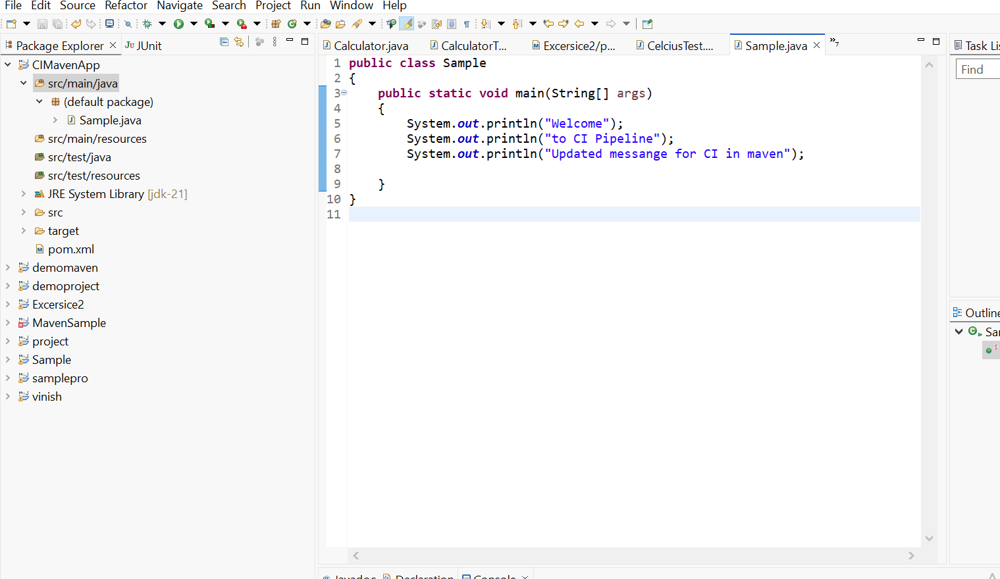 File Edit Source Refactor Navigate Search Project Run Window Help
Package Explorer
JUnit
CIMavenApp
src/main/java
(default package)
Sample.java
src/main/resources
src/test/java
src/test/resources
JRE System Library [jdk-21]
src
target
pom.xml
demomaven
demoproject
Excersice2
MavenSample
project
Sample
samplepro
vinish
Calculator.java CalculatorT... Excersice2/p... CelciusTest.... Sample.java »7
1 public class Sample
2 {
3 public static void main(String[] args)
4 {
5 System.out.println("Welcome");
6 System.out.println("to CI Pipeline");
7 System.out.println("Updated messange for CI in maven");
8
9 }
10 }
11
Task Lis
Find
Outline
Sa
Javadoc Declaration Console